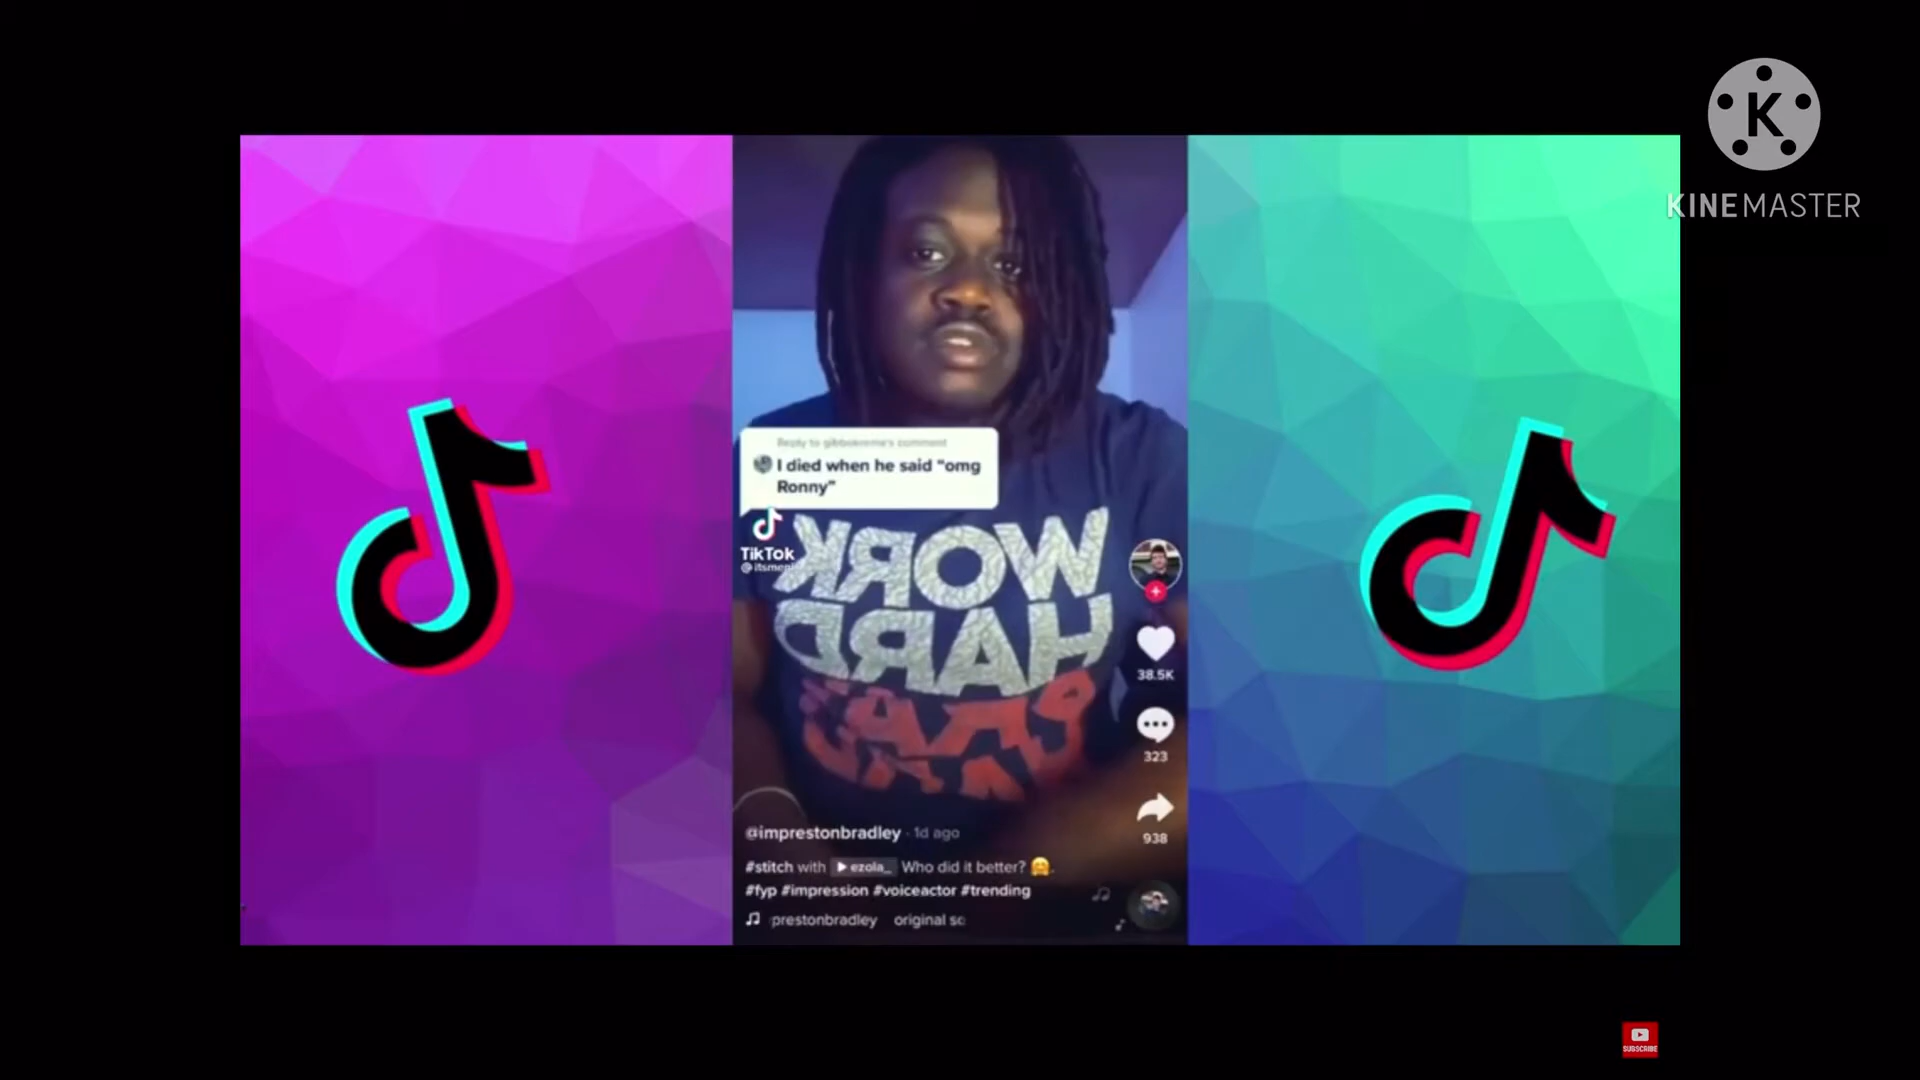 K
KINEMASTER
I died when he said "omg
Ronny"
TikTok
WORK
HARD
38.5K
323
938
@imprestonbradley · 1d ago
#stitch with ▶ ezola_ Who did it better? 🤗.
#fyp #impression #voiceactor #trending
prestonbradley original so
SUBSCRIBE